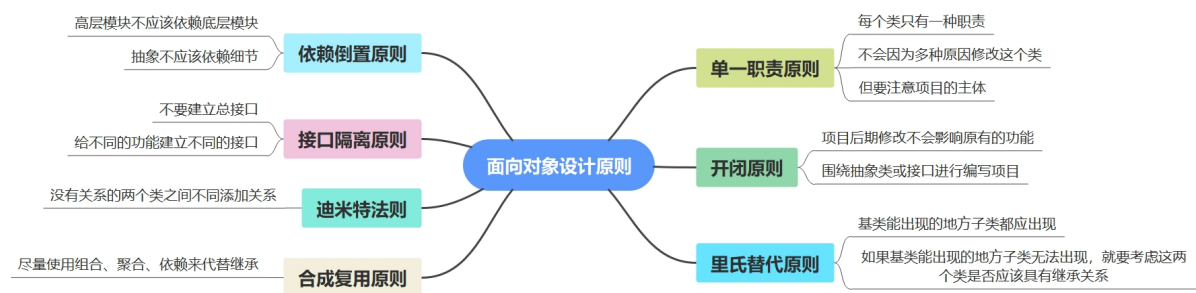 面向对象设计原则
依赖倒置原则
高层模块不应该依赖底层模块
抽象不应该依赖细节
接口隔离原则
不要建立总接口
给不同的功能建立不同的接口
迪米特法则
没有关系的两个类之间不同添加关系
合成复用原则
尽量使用组合、聚合、依赖来代替继承
单一职责原则
每个类只有一种职责
不会因为多种原因修改这个类
但要注意项目的主体
开闭原则
项目后期修改不会影响原有的功能
围绕抽象类或接口进行编写项目
里氏替代原则
基类能出现的地方子类都应出现
如果基类能出现的地方子类无法出现，就要考虑这两
个类是否应该具有继承关系